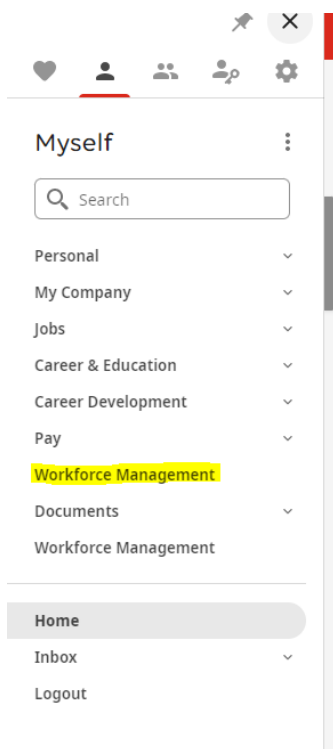 Myself
Search
Personal
My Company
Jobs
Career & Education
Career Development
Pay
Workforce Management
Documents
Workforce Management
Home
Inbox
Logout